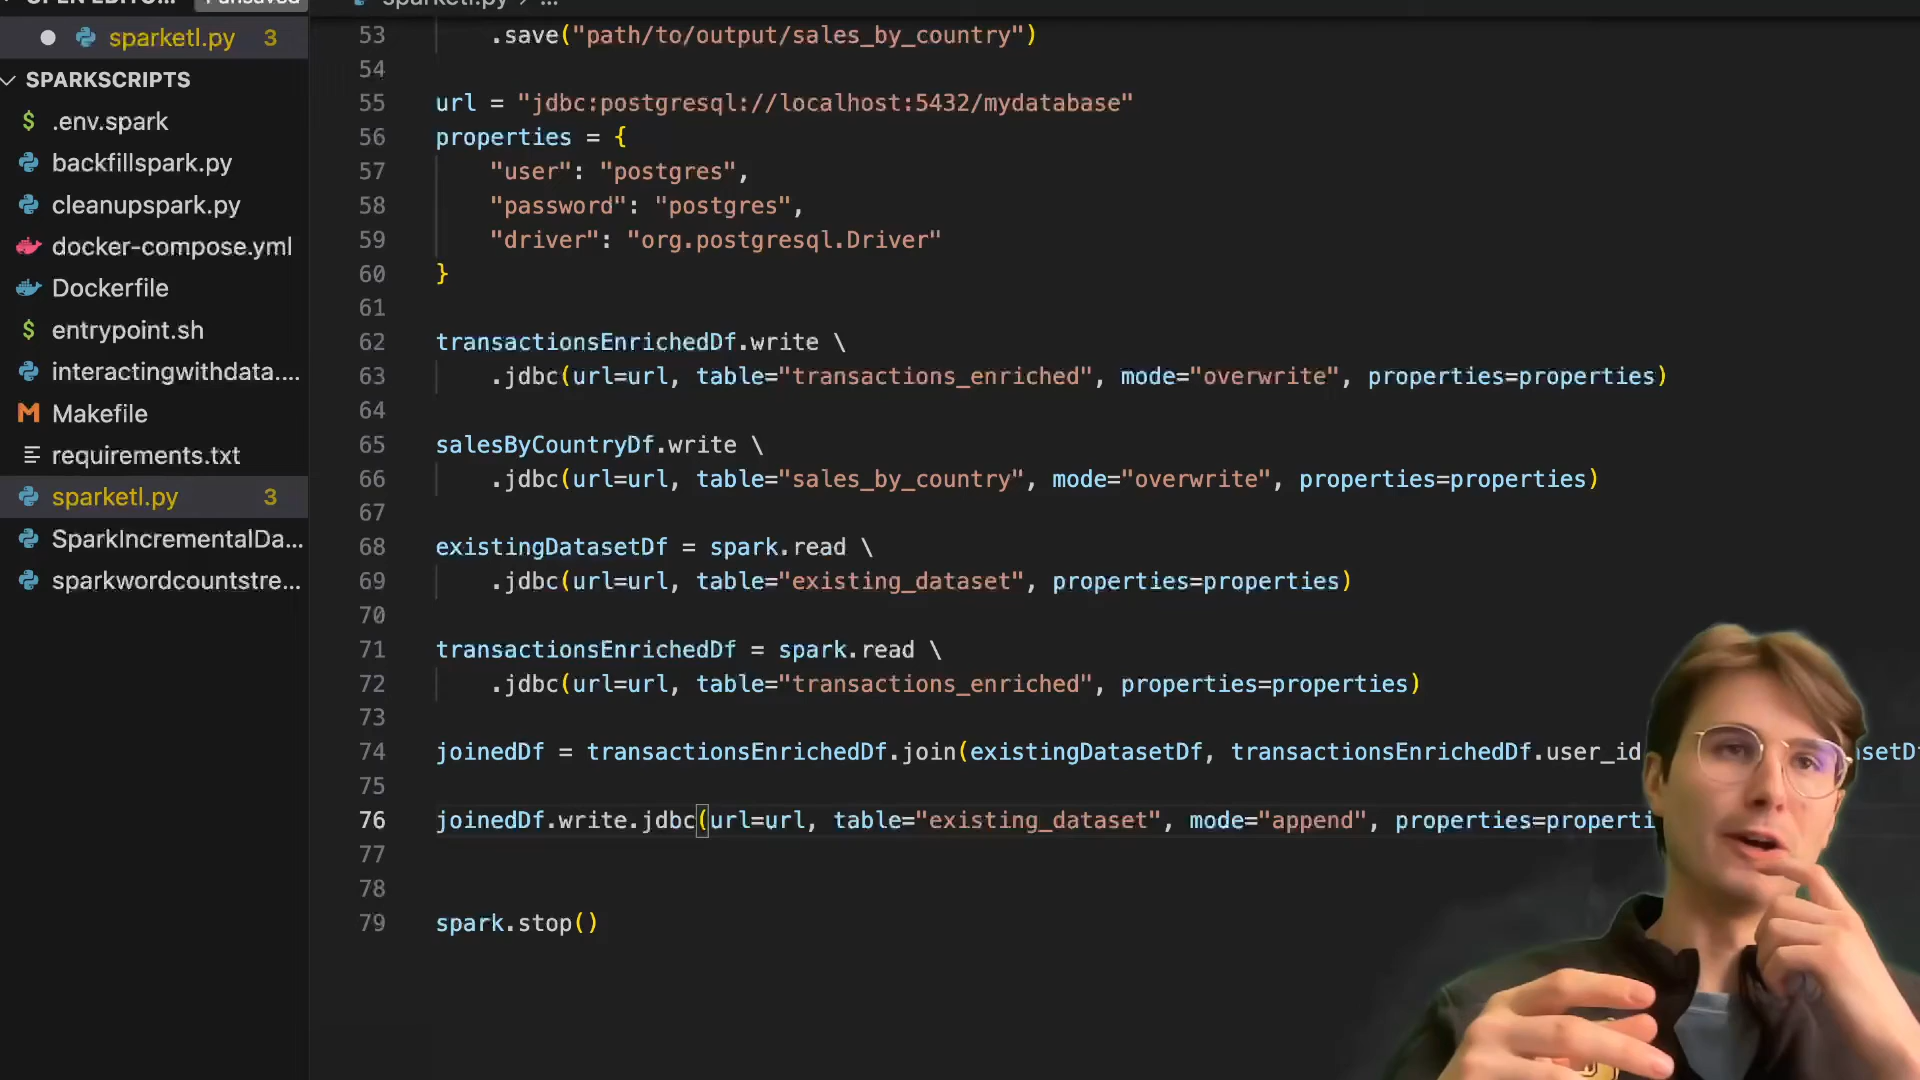 sparketl.py 3
SPARKSCRIPTS
.env.spark
backfillspark.py
cleanupspark.py
docker-compose.yml
Dockerfile
entrypoint.sh
interactingwithdata....
Makefile
requirements.txt
sparketl.py 3
SparkIncrementalDa...
sparkwordcountstre...
53 .save("path/to/output/sales_by_country")
54
55 url = "jdbc:postgresql://localhost:5432/mydatabase"
56 properties = {
57 "user": "postgres",
58 "password": "postgres",
59 "driver": "org.postgresql.Driver"
60 }
61
62 transactionsEnrichedDf.write \
63 .jdbc(url=url, table="transactions_enriched", mode="overwrite", properties=properties)
64
65 salesByCountryDf.write \
66 .jdbc(url=url, table="sales_by_country", mode="overwrite", properties=properties)
67
68 existingDatasetDf = spark.read \
69 .jdbc(url=url, table="existing_dataset", properties=properties)
70
71 transactionsEnrichedDf = spark.read \
72 .jdbc(url=url, table="transactions_enriched", properties=properties)
73
74 joinedDf = transactionsEnrichedDf.join(existingDatasetDf, transactionsEnrichedDf.user_id
75
76 joinedDf.write.jdbc(url=url, table="existing_dataset", mode="append", properties=properti
77
78
79 spark.stop()